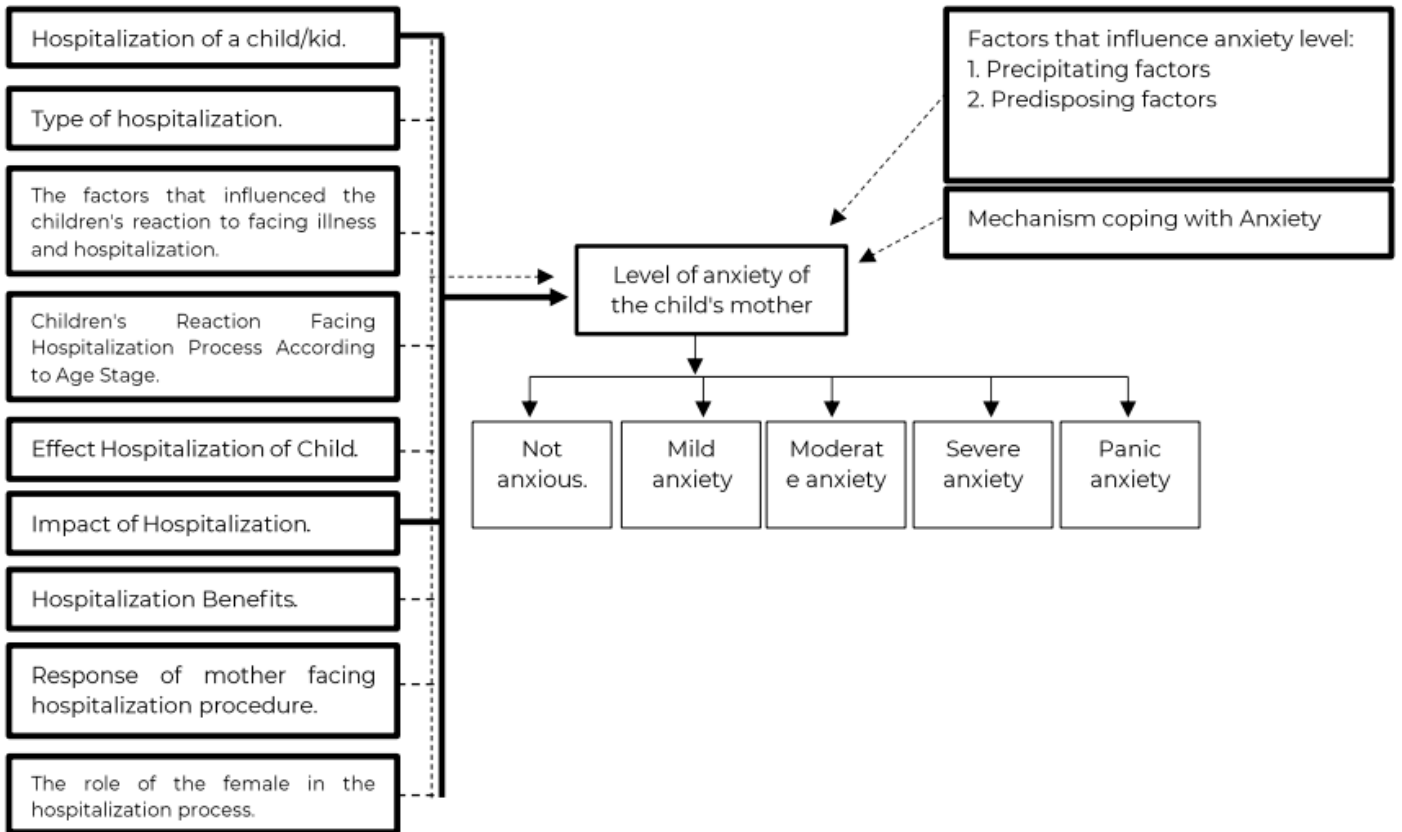 Hospitalization of a child/kid.
Type of hospitalization.
The factors that influenced the
children's reaction to facing illness
and hospitalization.
Children's Reaction Facing
Hospitalization Process According
to Age Stage.
Effect Hospitalization of Child.
Impact of Hospitalization.
Hospitalization Benefits.
Response of mother facing
hospitalization procedure.
The role of the female in the
hospitalization process.
Factors that influence anxiety level:
1. Precipitating factors
2. Predisposing factors
Mechanism coping with Anxiety
Level of anxiety of
the child's mother
Not
anxious.
Mild
anxiety
Moderat
e anxiety
Severe
anxiety
Panic
anxiety